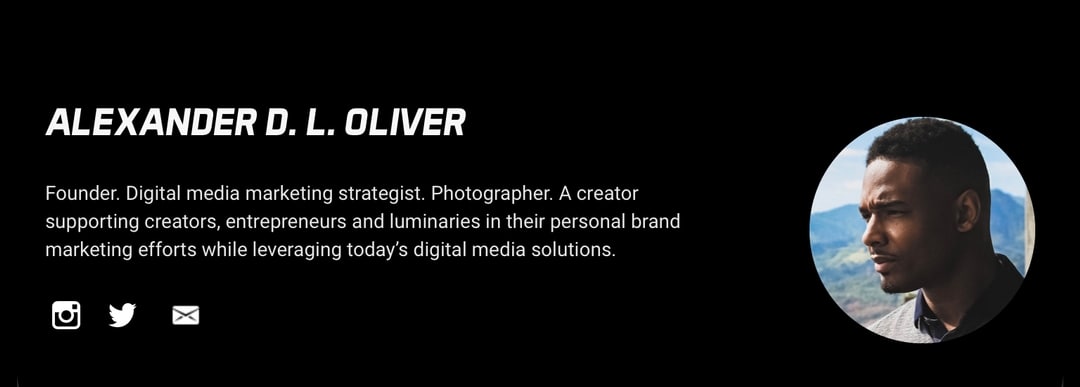 ALEXANDER D. L. OLIVER
Founder. Digital media marketing strategist. Photographer. A creator
supporting creators, entrepreneurs and luminaries in their personal brand
marketing efforts while leveraging today’s digital media solutions.